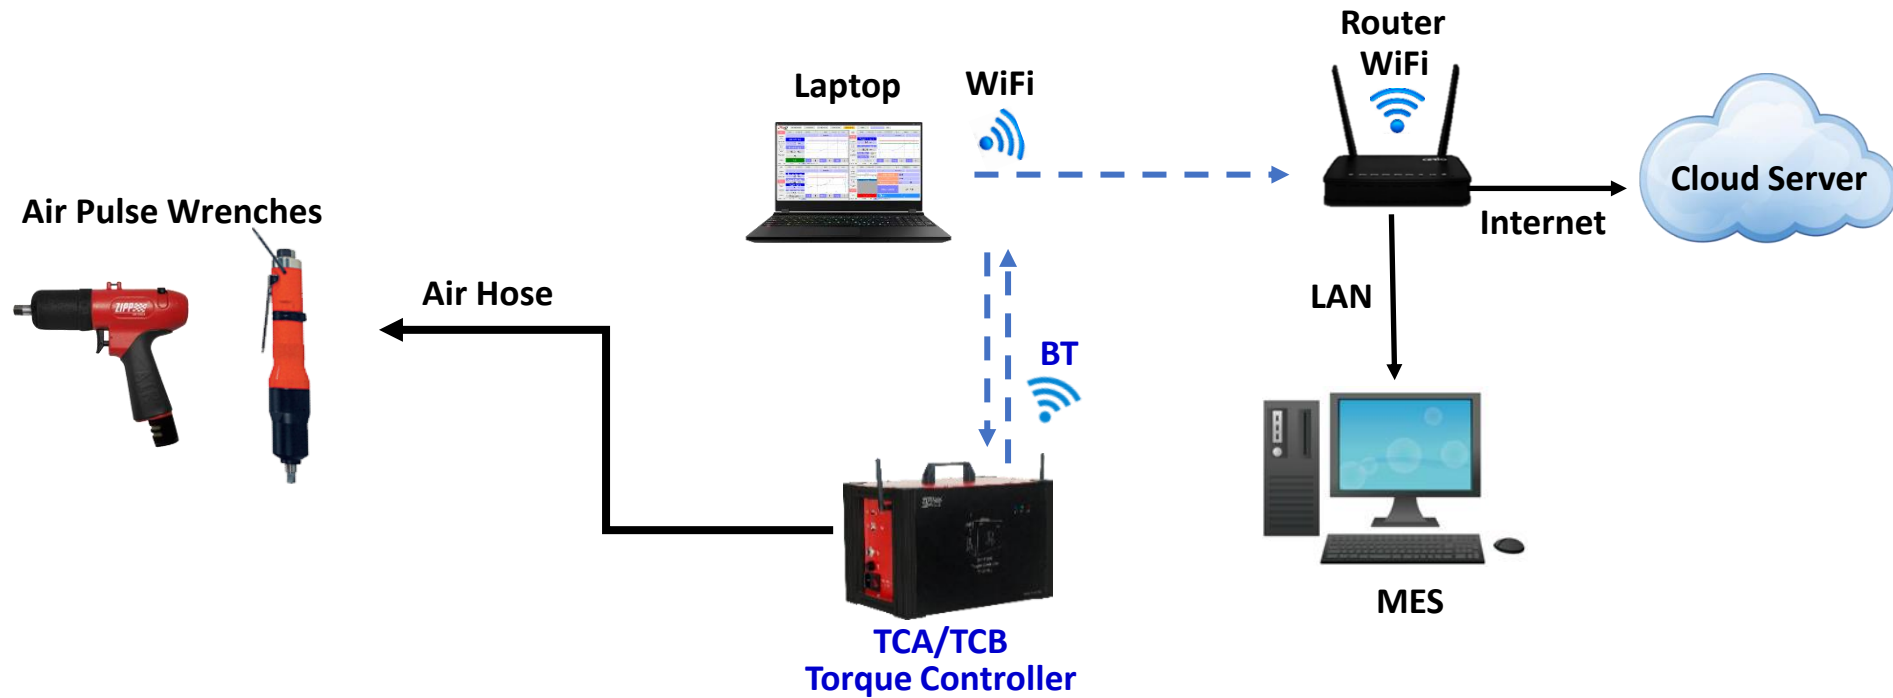 Router
WiFi
Laptop
WiFi
Cloud Server
Internet
Air Pulse Wrenches
ZIPP
Air Hose
LAN
BT
MES
TCA/TCB
Torque Controller